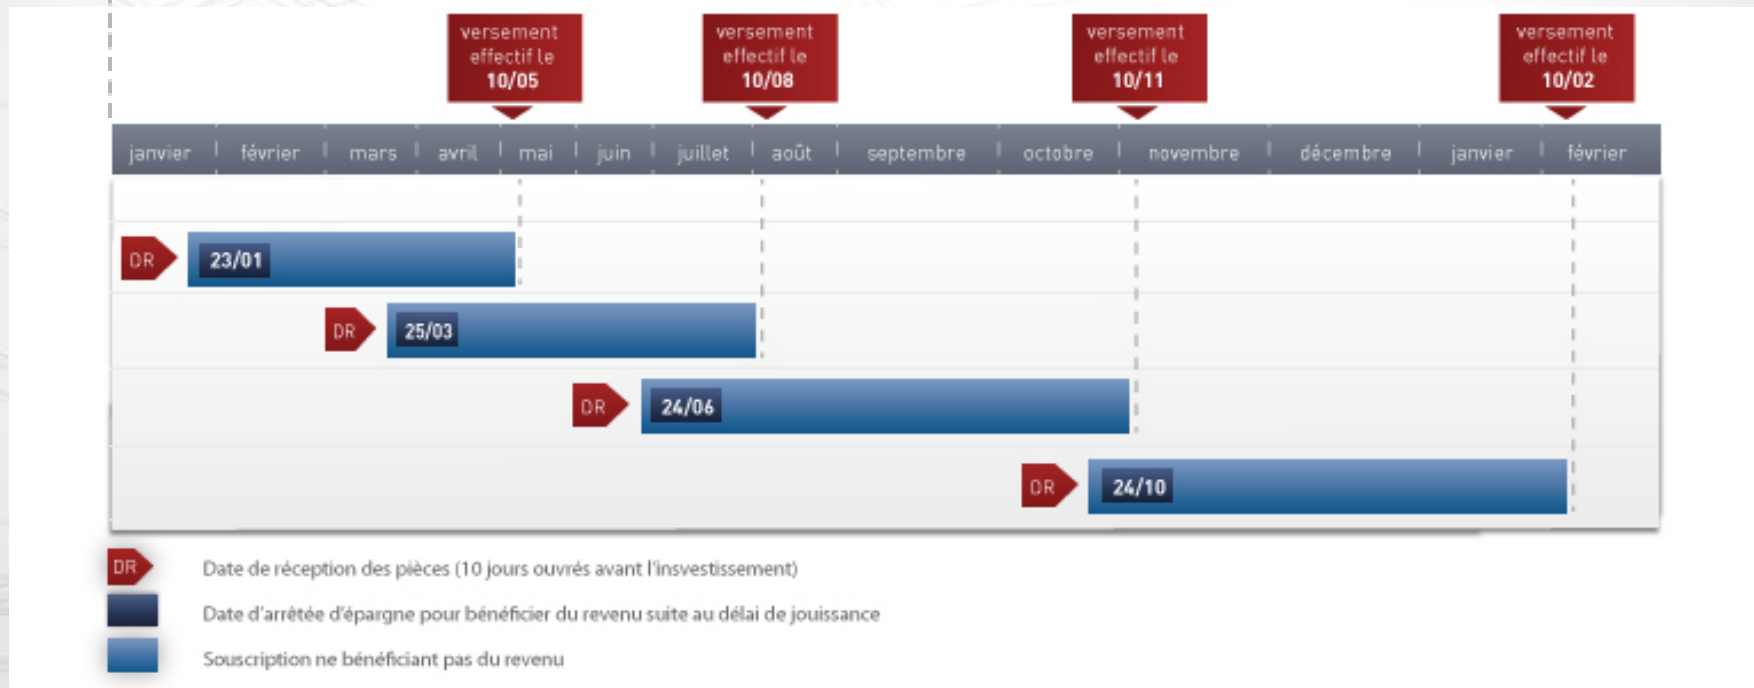 versement
effectif le
10/05
versement
effectif le
10/08
versement
effectif le
10/11
versement
effectif le
10/02
janvier février mars avril mai juin juillet août septembre octobre novembre décembre janvier février
DR 23/01
DR 25/03
DR 24/06
DR 24/10
DR Date de réception des pièces (10 jours ouvrés avant l'insvestissement)
Date d'arrêtée d'épargne pour bénéficier du revenu suite au délai de jouissance
Souscription ne bénéficiant pas du revenu